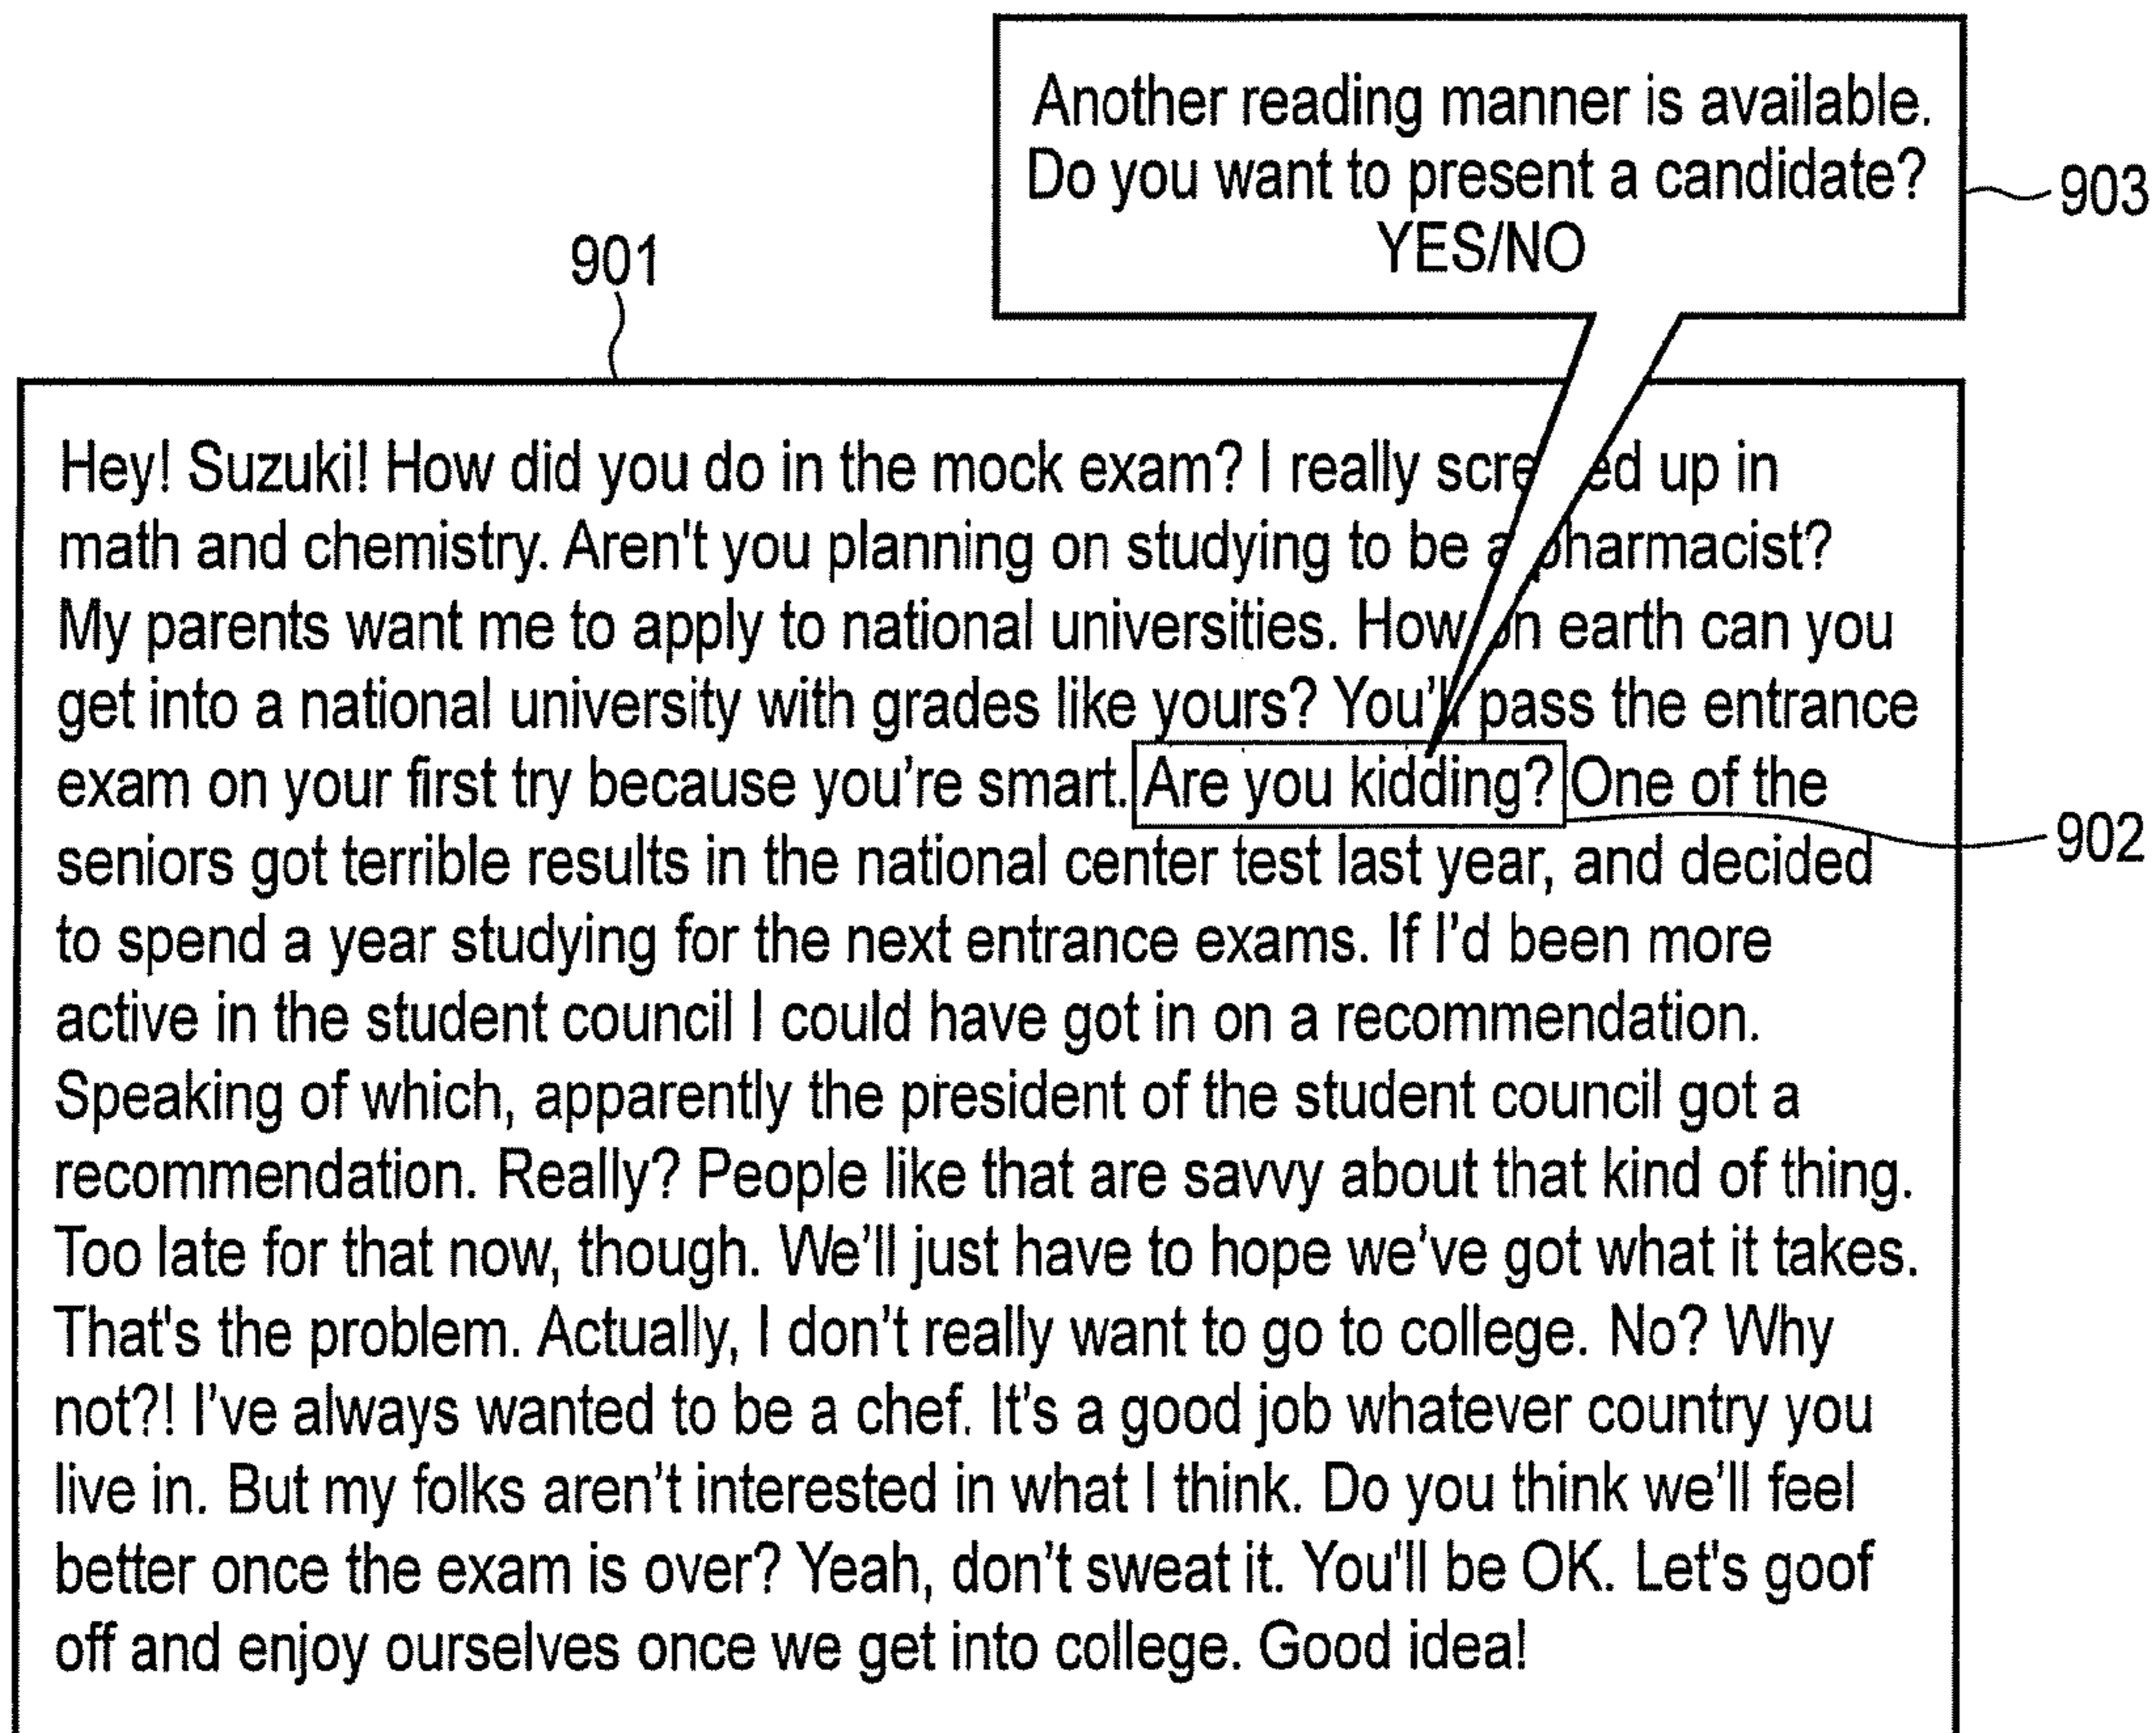 Another reading manner is available.
Do you want to present a candidate?
YES/NO
903
901
Hey! Suzuki! How did you do in the mock exam? I really scre ed up in
math and chemistry. Aren't you planning on studying to be a pharmacist?
My parents want me to apply to national universities. How on earth can you
get into a national university with grades like yours? You'll pass the entrance
exam on your first try because you're smart. Are you kidding? One of the
902
seniors got terrible results in the national center test last year, and decided
to spend a year studying for the next entrance exams. If I'd been more
active in the student council I could have got in on a recommendation.
Speaking of which, apparently the president of the student council got a
recommendation. Really? People like that are savvy about that kind of thing.
Too late for that now, though. We'll just have to hope we've got what it takes.
That's the problem. Actually, I don't really want to go to college. No? Why
not?! I've always wanted to be a chef. It's a good job whatever country you
live in. But my folks aren't interested in what I think. Do you think we'll feel
better once the exam is over? Yeah, don't sweat it. You'll be OK. Let's goof
off and enjoy ourselves once we get into college. Good idea!